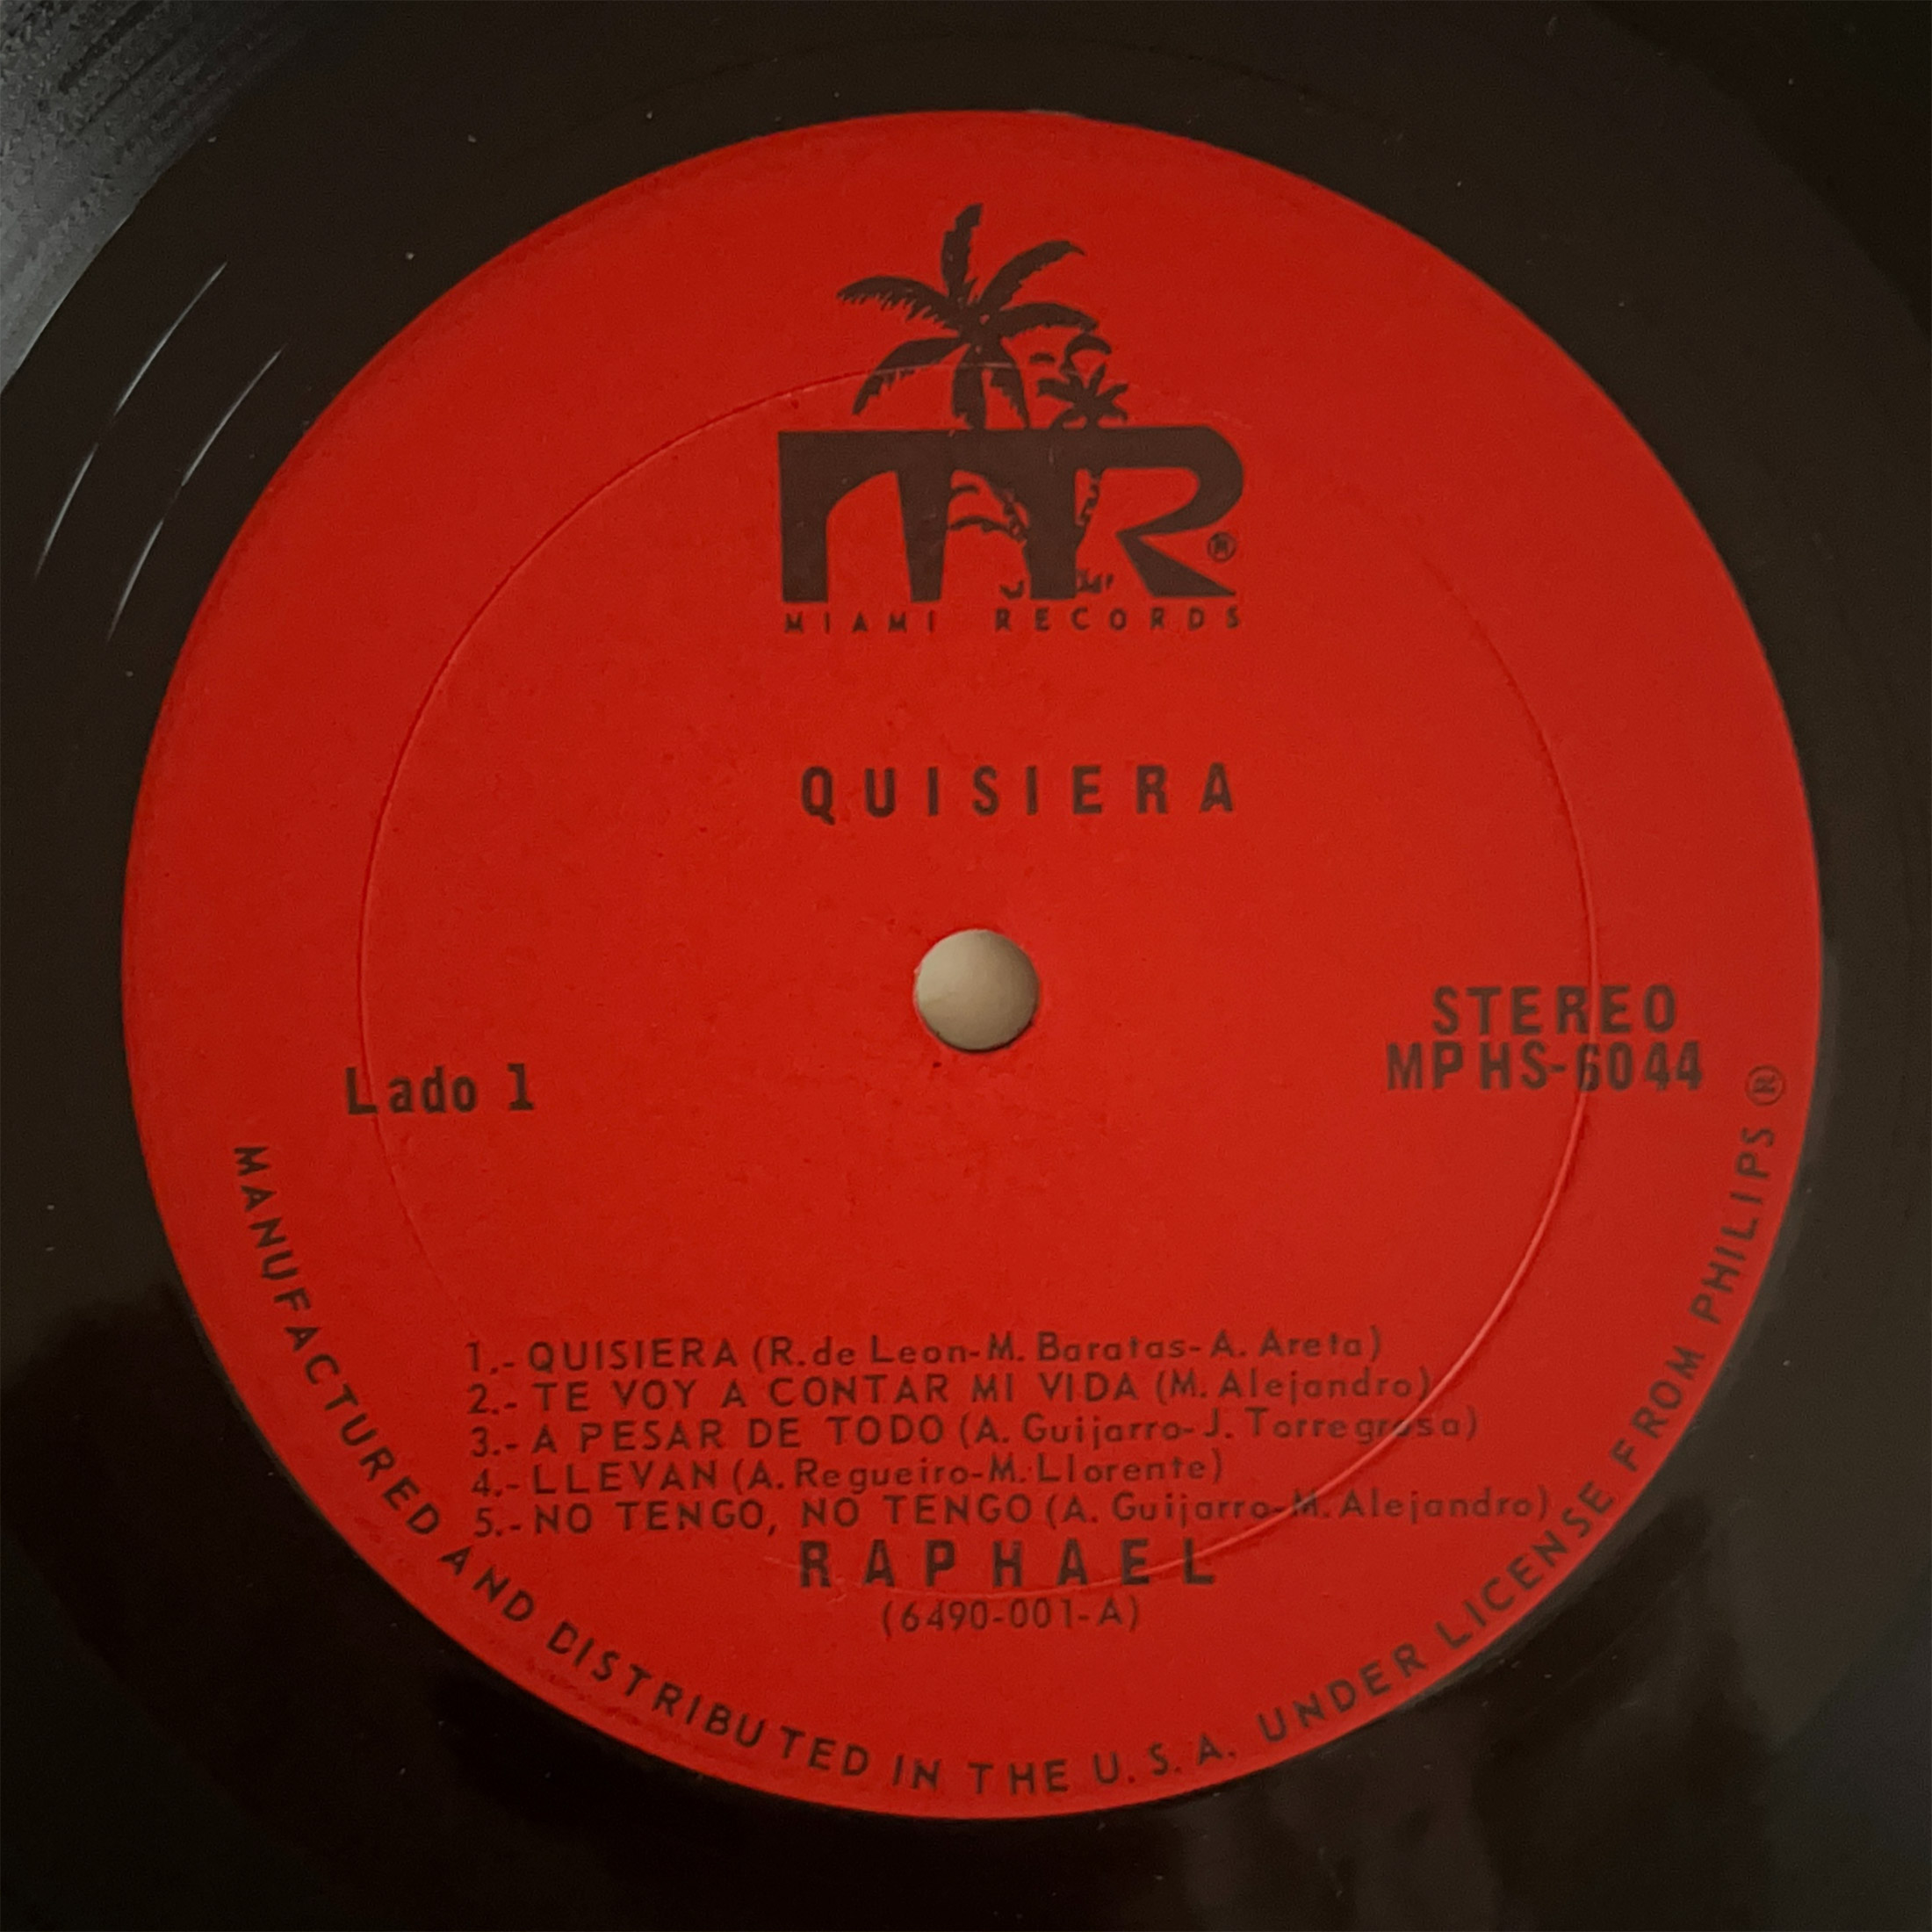 MR®
MIAMI RECORDS
QUISIERA
STEREO
MPHS-6044
Lado 1
1.- QUISIERA (R. de Leon-M. Baratas-A. Areta)
2.- TE VOY A CONTAR MI VIDA (M. Alejandro)
3.- A PESAR DE TODO (A. Guijarro-J. Torregrosa)
4.- LLEVAN (A. Regueiro-M. Llorente)
5.- NO TENGO, NO TENGO (A. Guijarro-M. Alejandro)
RAPHAEL
(6490-001-A)
MANUFACTURED AND DISTRIBUTED IN THE U.S.A. UNDER LICENSE FROM PHILIPS ®